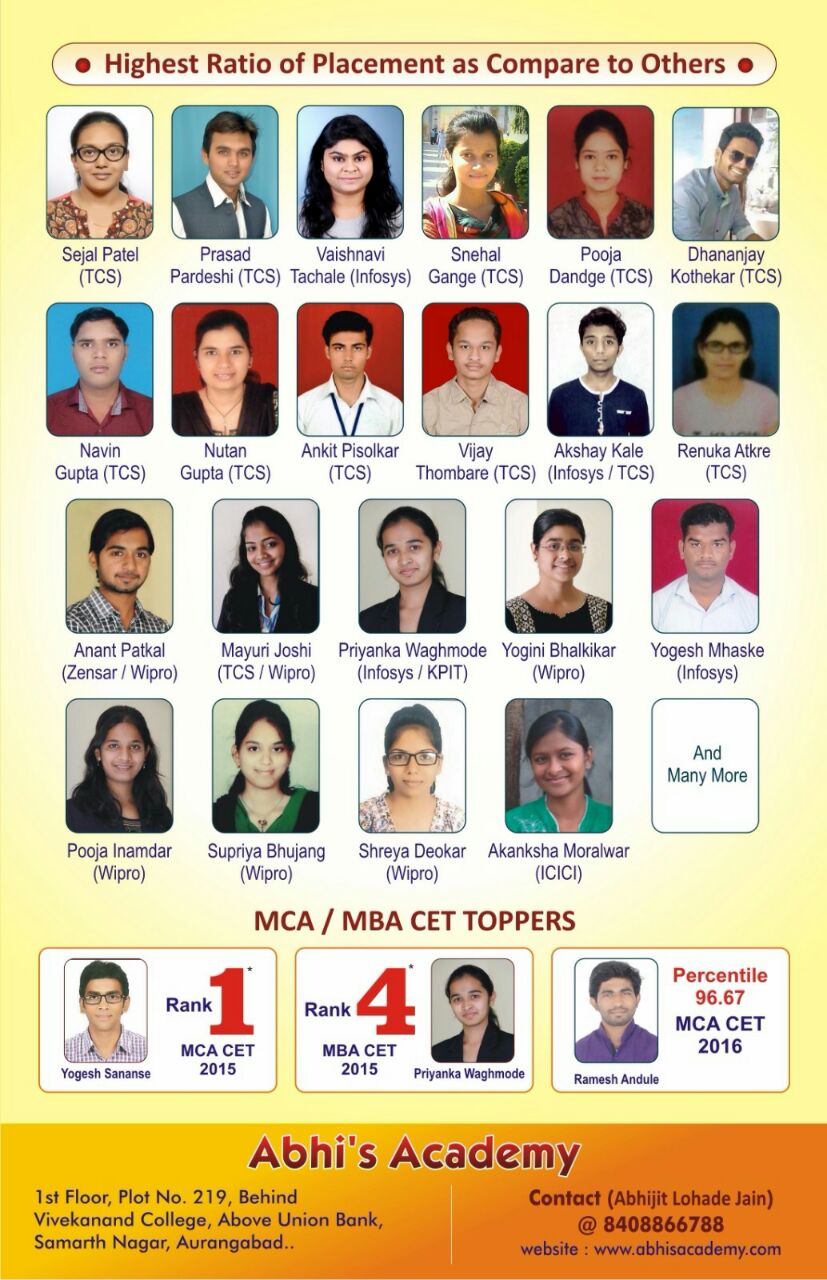 Highest Ratio of Placement as Compare to Others
Sejal Patel
(TCS)
Prasad
Pardeshi (TCS)
Vaishnavi
Tachale (Infosys)
Snehal
Gange (TCS)
Pooja
Dandge (TCS)
Dhananjay
Kothekar (TCS)
Navin
Gupta (TCS)
Nutan
Gupta (TCS)
Ankit Pisolkar
(TCS)
Vijay
Thombare (TCS)
Akshay Kale
(Infosys / TCS)
Renuka Atkre
(TCS)
Anant Patkal
(Zensar / Wipro)
Mayuri Joshi
(TCS / Wipro)
Priyanka Waghmode
(Infosys / KPIT)
Yogini Bhalkikar
(Wipro)
Yogesh Mhaske
(Infosys)
Pooja Inamdar
(Wipro)
Supriya Bhujang
(Wipro)
Shreya Deokar
(Wipro)
Akanksha Moralwar
(ICICI)
And
Many More
MCA / MBA CET TOPPERS
Rank 1*
MCA CET
2015
Yogesh Sananse
Rank 4*
MBA CET
2015
Priyanka Waghmode
Percentile
96.67
MCA CET
2016
Ramesh Andule
Abhi's Academy
1st Floor, Plot No. 219, Behind
Vivekanand College, Above Union Bank,
Samarth Nagar, Aurangabad..
Contact (Abhijit Lohade Jain)
@ 8408866788
website : www.abhisacademy.com